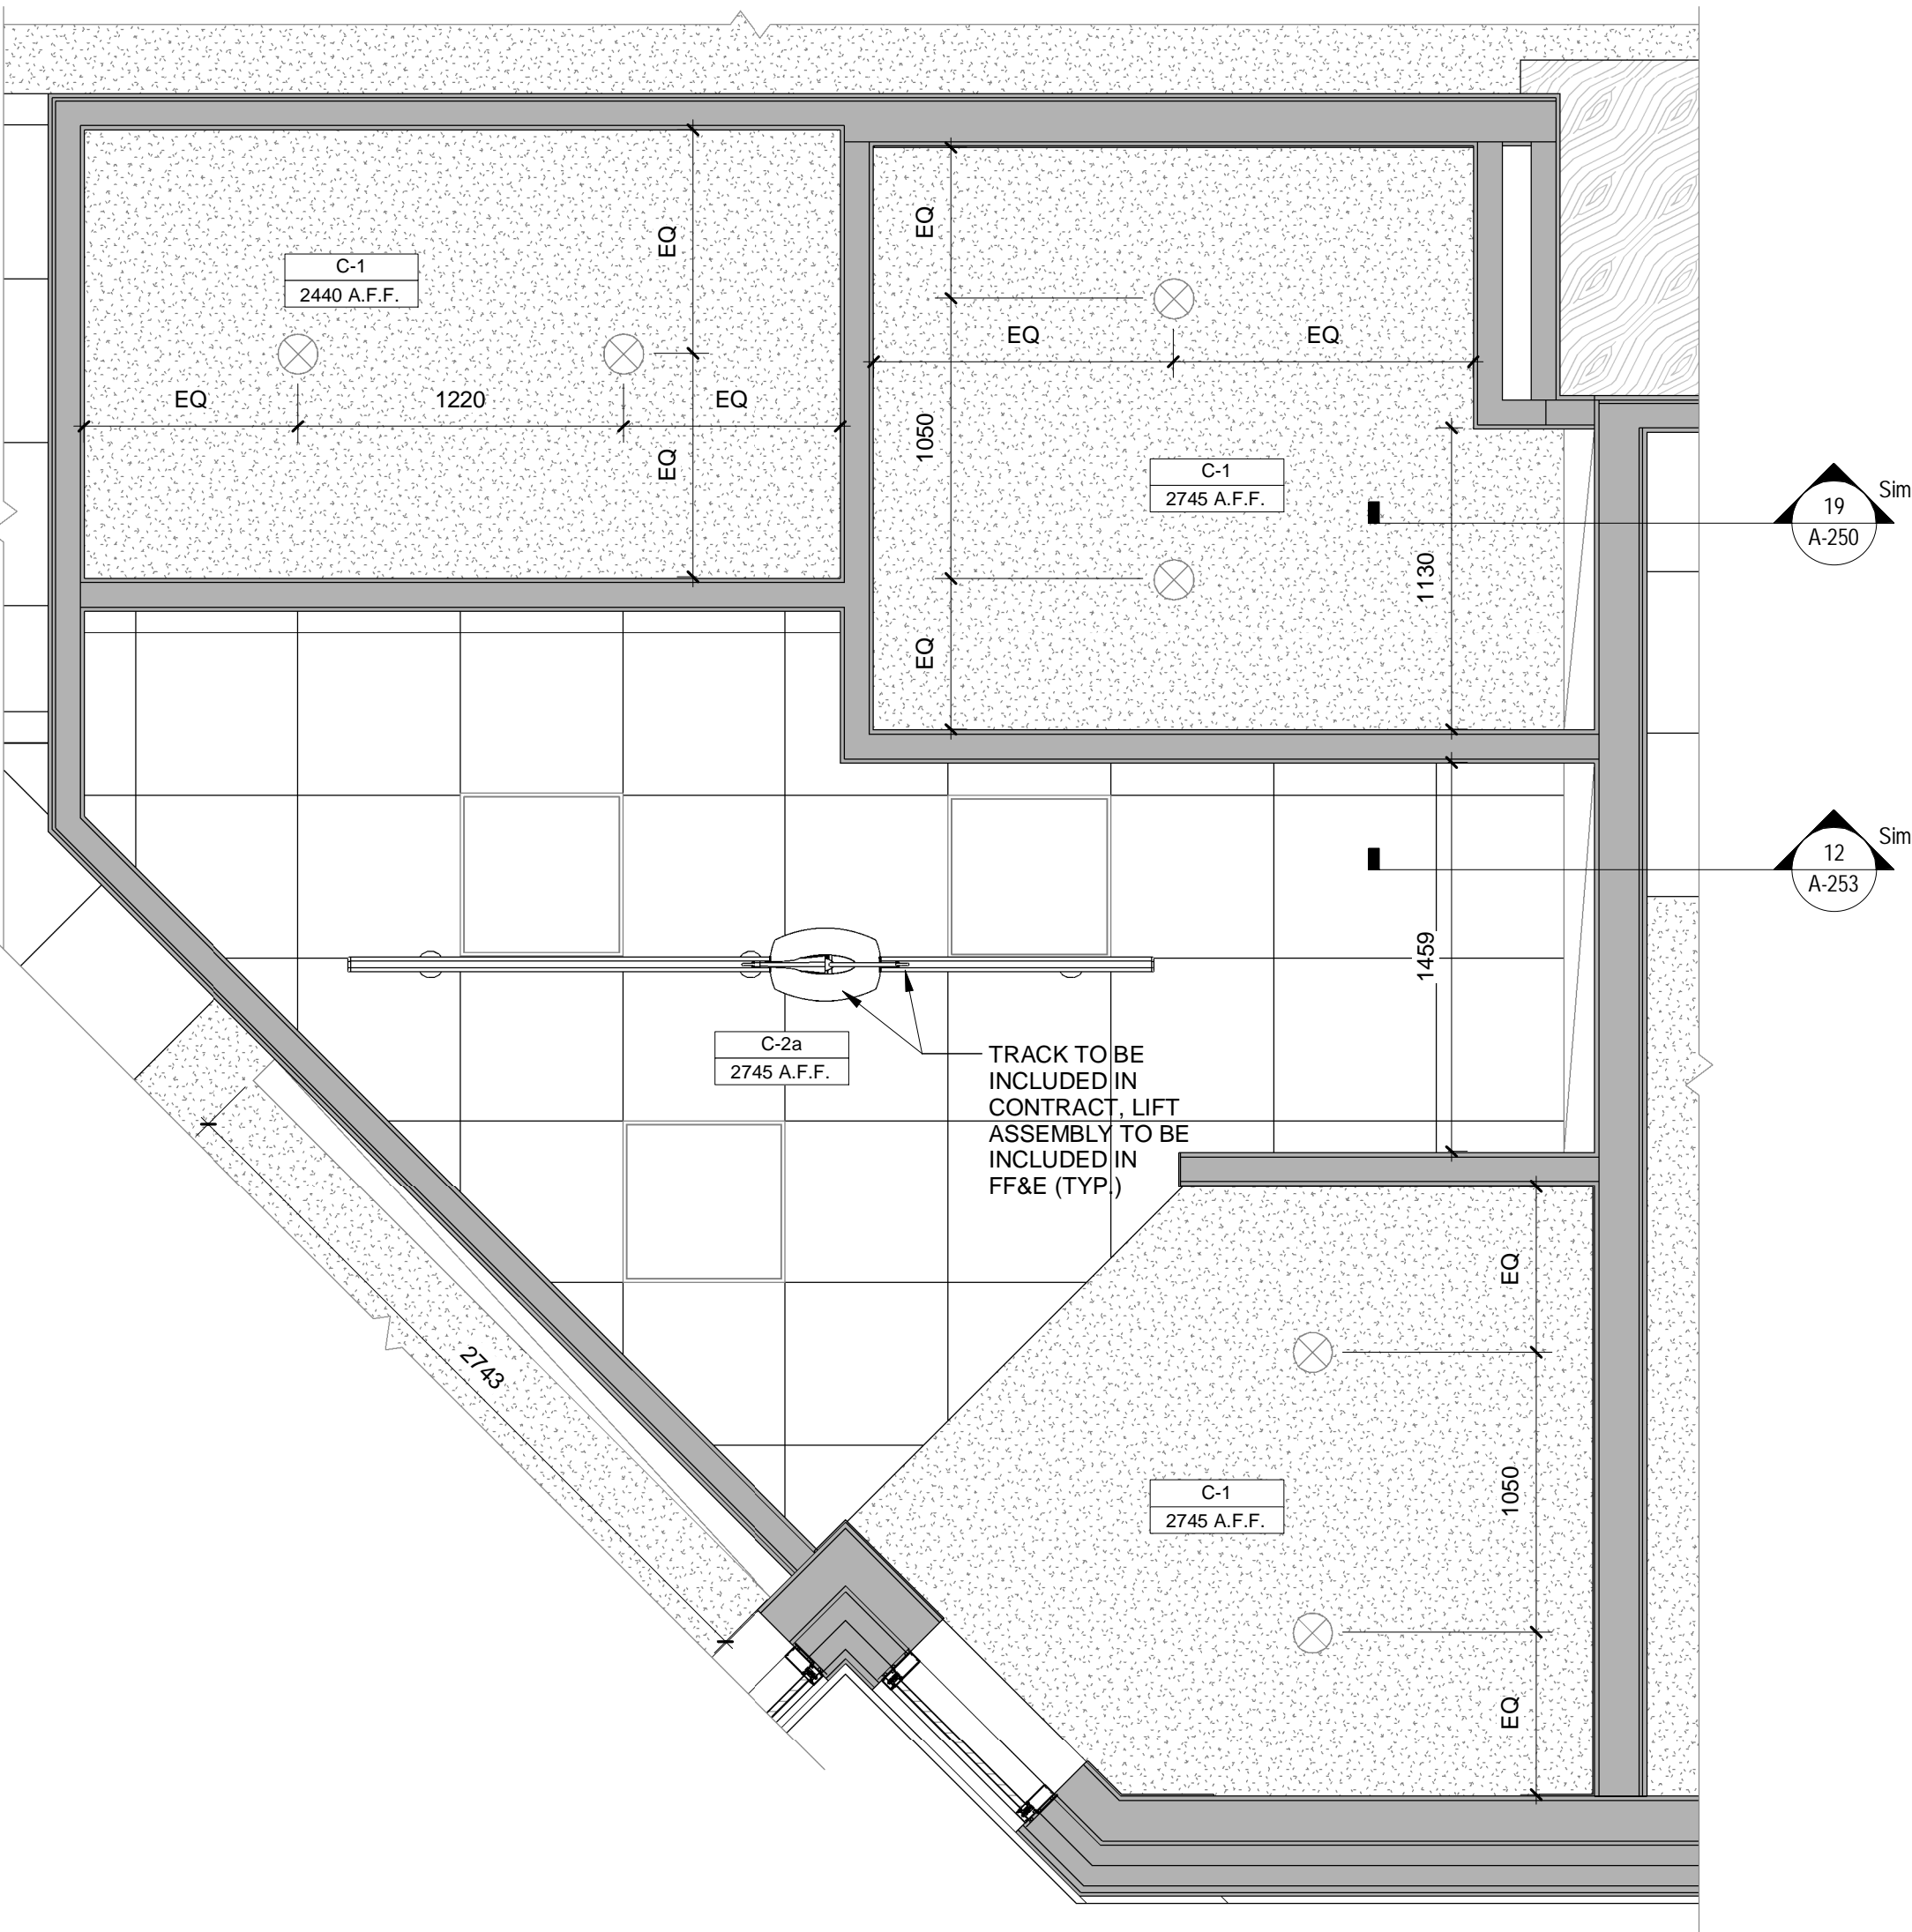 EQ
EQ
C-1
2440 A.F.F.
EQ
EQ
EQ
1220
EQ
1050
EQ
C-1
2745 A.F.F.
19
A-250
Sim
1130
EQ
12
A-253
Sim
1459
C-2a
2745 A.F.F.
TRACK TO BE
INCLUDED IN
CONTRACT, LIFT
ASSEMBLY TO BE
INCLUDED IN
FF&E (TYP.)
EQ
2743
C-1
2745 A.F.F.
1050
EQ